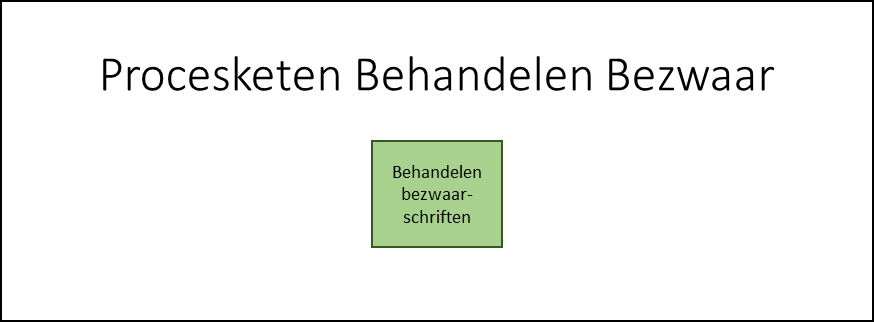 Procesketen Behandelen Bezwaar
Behandelen
bezwaar-
schriften